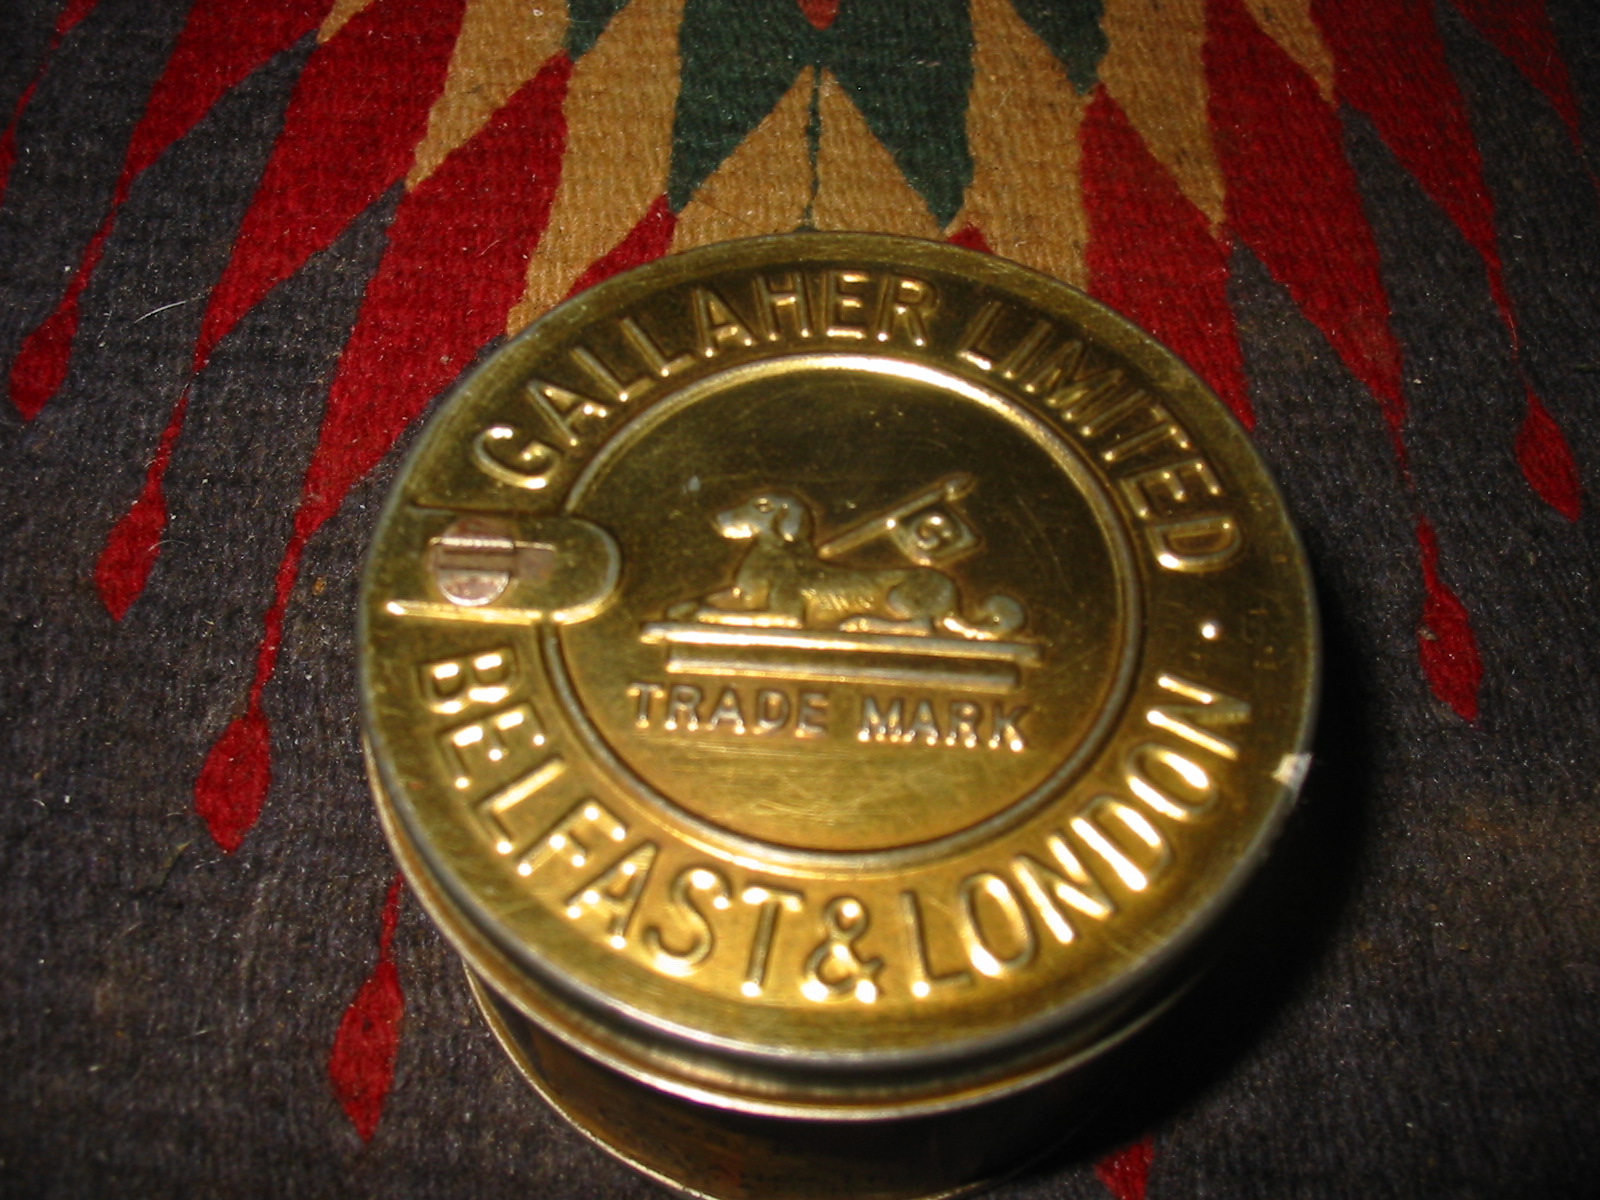 GALLAHER LIMITED ·
G
TRADE MARK
BELFAST & LONDON